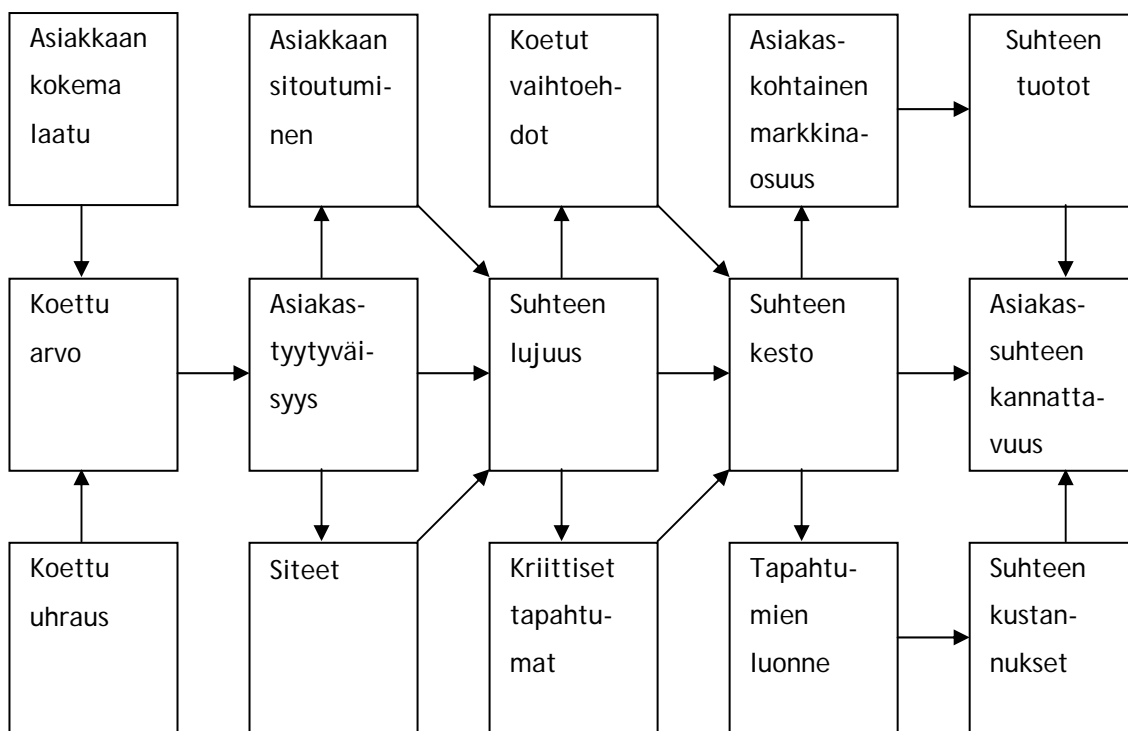 Asiakkaan
kokema
laatu
Asiakkaan
sitoutumi-
nen
Koetut
vaihtoeh-
dot
Asiakas-
kohtainen
markkina-
osuus
Suhteen
tuotot
Koettu
arvo
Asiakas-
tyytyväi-
syys
Suhteen
lujuus
Suhteen
kesto
Asiakas-
suhteen
kannatta-
vuus
Koettu
uhraus
Siteet
Kriittiset
tapahtu-
mat
Tapahtu-
mien
luonne
Suhteen
kustan-
nukset